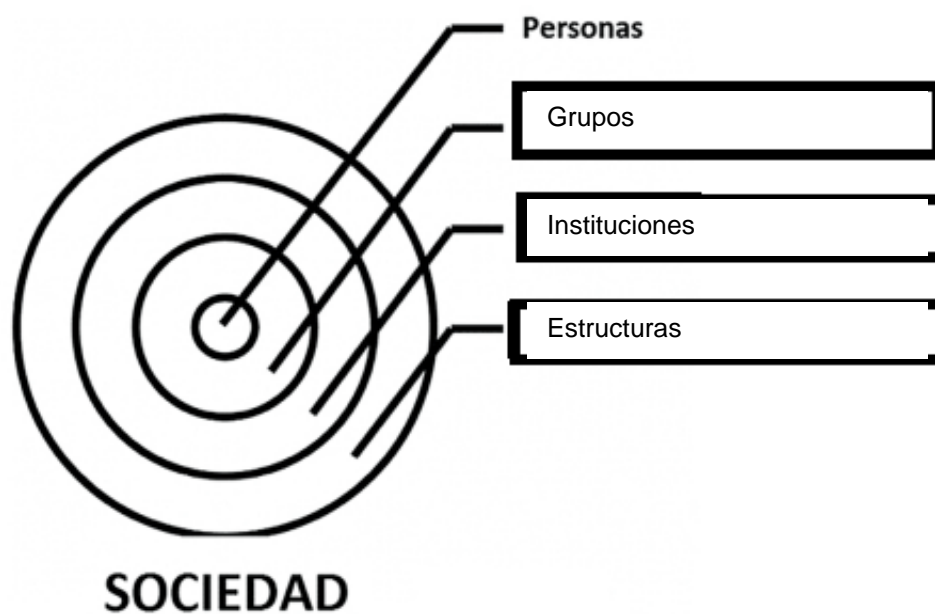 Personas
Grupos
Instituciones
Estructuras
SOCIEDAD